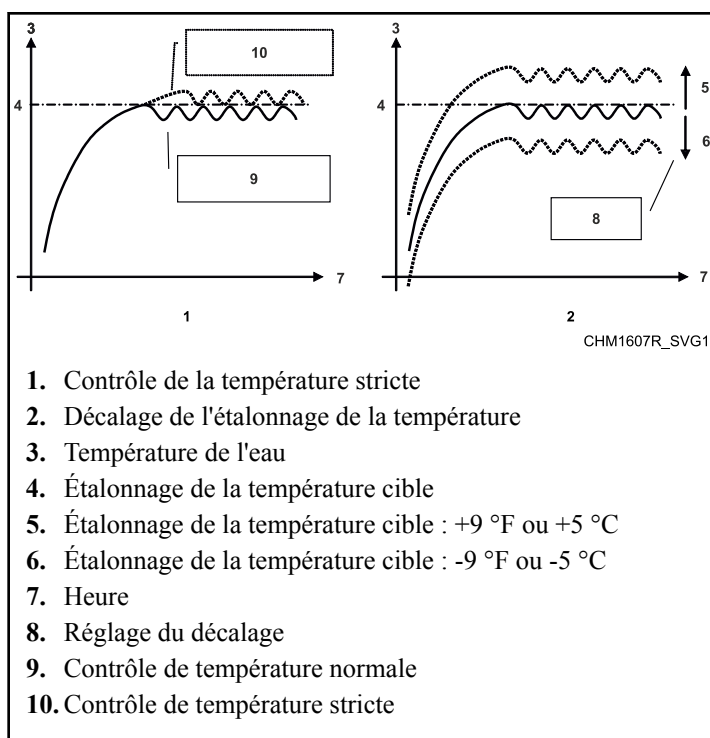 3
3
10
5
4
4
6
9
8
7
7
1
2
CHM1607R_SVG1
1. Contrôle de la température stricte
2. Décalage de l'étalonnage de la température
3. Température de l'eau
4. Étalonnage de la température cible
5. Étalonnage de la température cible : +9 °F ou +5 °C
6. Étalonnage de la température cible : -9 °F ou -5 °C
7. Heure
8. Réglage du décalage
9. Contrôle de température normale
10. Contrôle de température stricte